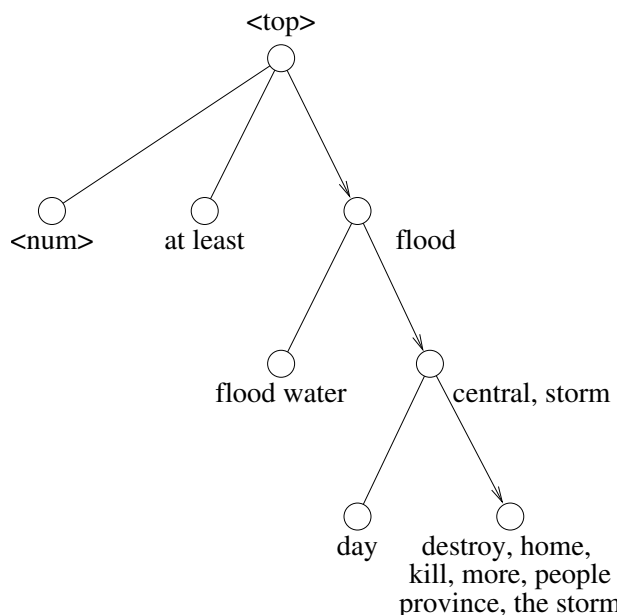 <top>
<num>
at least
flood
flood water
central, storm
day
destroy, home,
kill, more, people
province, the storm